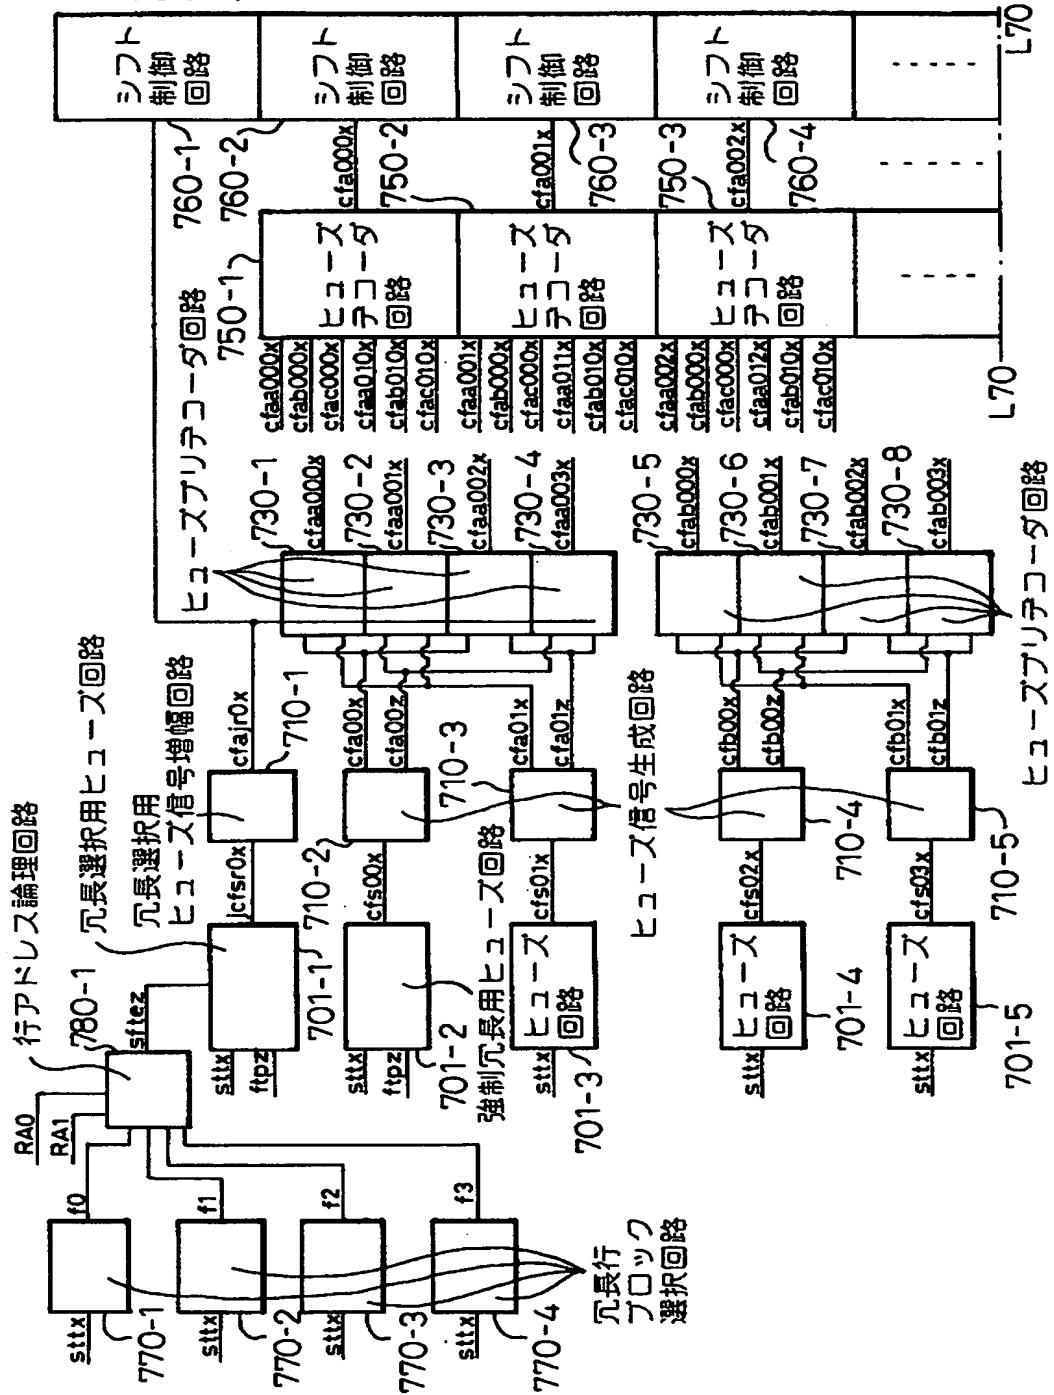 sttx
770-1
f0
sttx
770-2
f1
sttx
770-3
f2
sttx
770-4
f3
冗長行
ブロック
選択回路
RA0
RA1
行アドレス論理回路
780-1
sftez
sttx
ftpz
701-1
冗長選択用ヒューズ回路
jcfsr0x
冗長選択用
ヒューズ信号増幅回路
710-1
cfajr0x
sttx
ftpz
701-2
強制冗長用ヒューズ回路
cfs00x
710-2
cfa00x
cfa00z
sttx
ヒューズ
回路
701-3
cfs01x
710-3
cfa01x
cfa01z
ヒューズ信号生成回路
sttx
ヒューズ
回路
701-4
cfs02x
710-4
cfb00x
cfb00z
sttx
ヒューズ
回路
701-5
cfs03x
710-5
cfb01x
cfb01z
ヒューズプリデコーダ回路
730-1
cfaa000x
730-2
cfaa001x
730-3
cfaa002x
730-4
cfaa003x
730-5
cfab000x
730-6
cfab001x
730-7
cfab002x
730-8
cfab003x
ヒューズプリデコーダ回路
750-1
cfaa000x
cfab000x
cfac000x
cfaa010x
cfab010x
cfac010x
ヒューズ
デコーダ
回路
cfa000x
750-2
cfaa001x
cfab000x
cfac000x
cfaa011x
cfab010x
cfac010x
ヒューズ
デコーダ
回路
cfa001x
750-3
cfaa002x
cfab000x
cfac000x
cfaa012x
cfab010x
cfac010x
ヒューズ
デコーダ
回路
cfa002x
L70
760-1
シフト
制御
回路
760-2
シフト
制御
回路
760-3
シフト
制御
回路
760-4
シフト
制御
回路
L70